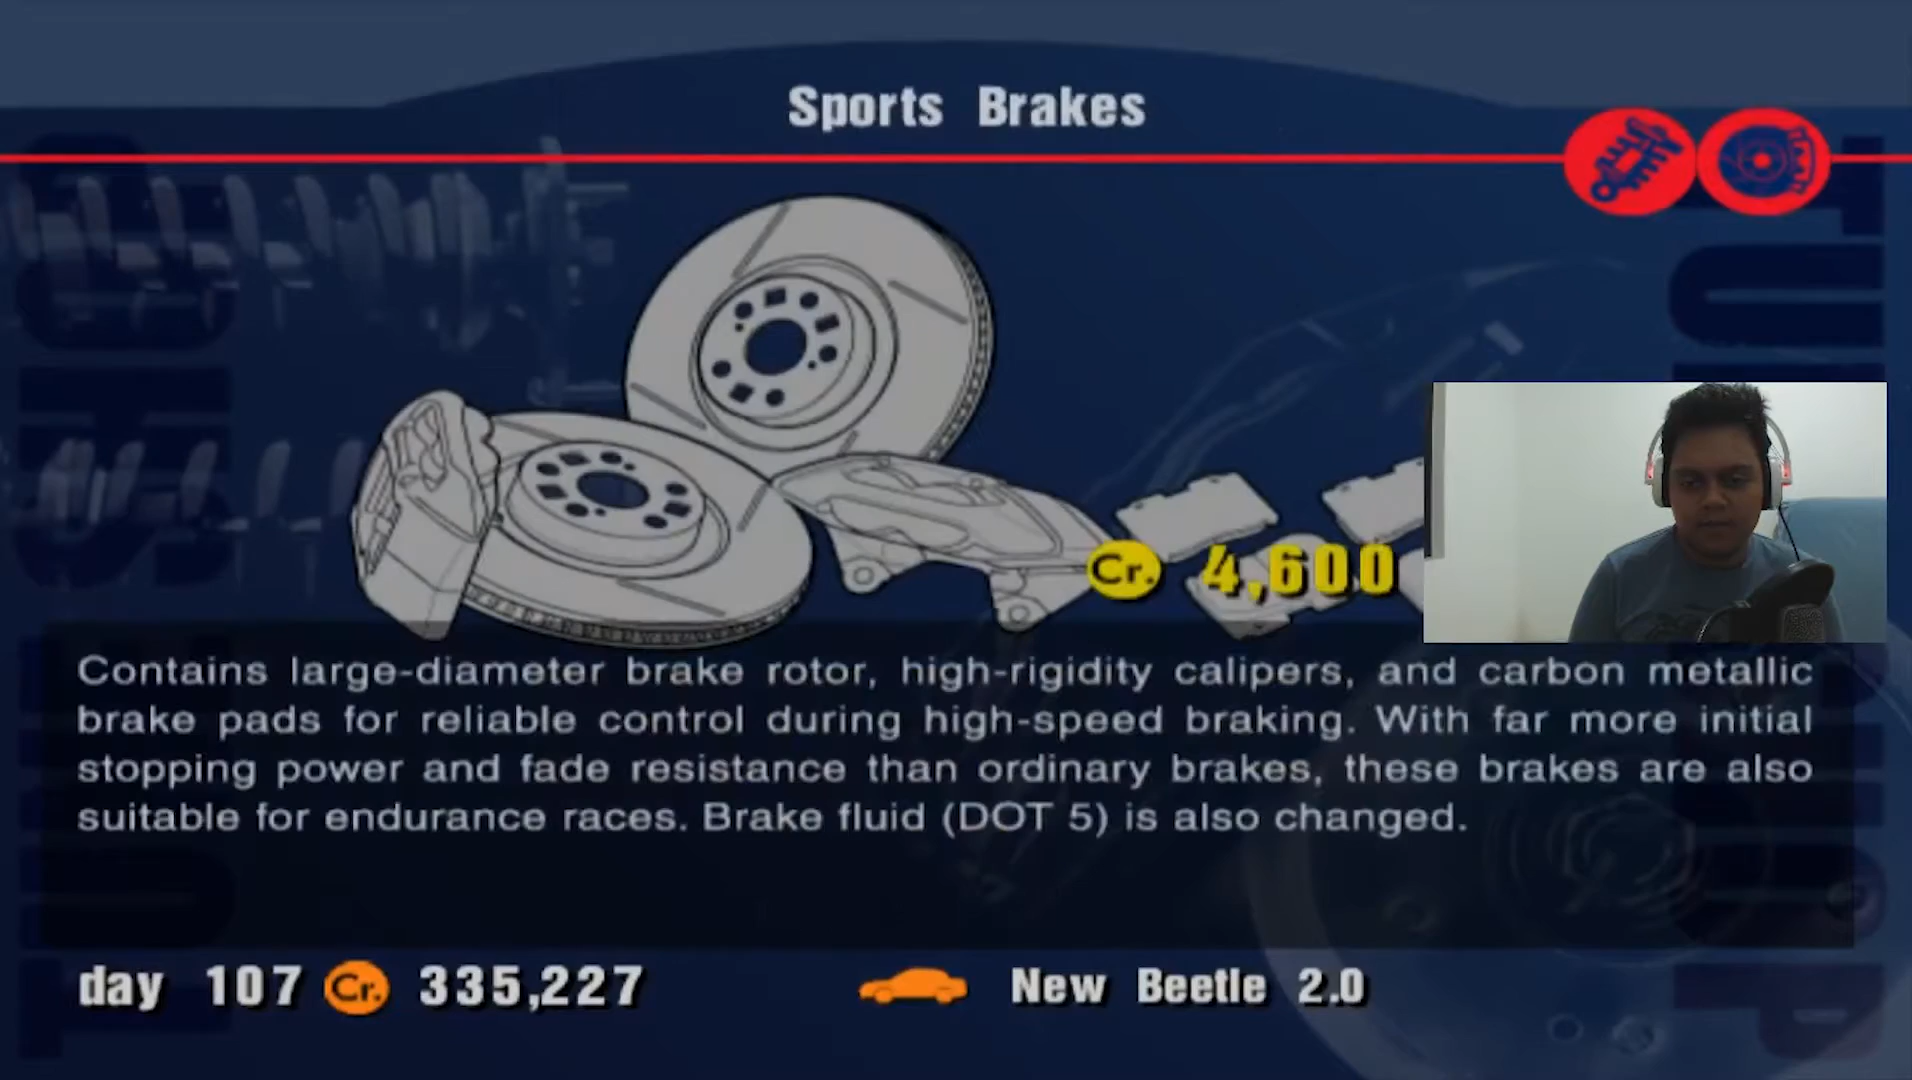 Sports Brakes
Cr. 4,600
Contains large-diameter brake rotor, high-rigidity calipers, and carbon metallic
brake pads for reliable control during high-speed braking. With far more initial
stopping power and fade resistance than ordinary brakes, these brakes are also
suitable for endurance races. Brake fluid (DOT 5) is also changed.
day 107 Cr. 335,227 New Beetle 2.0